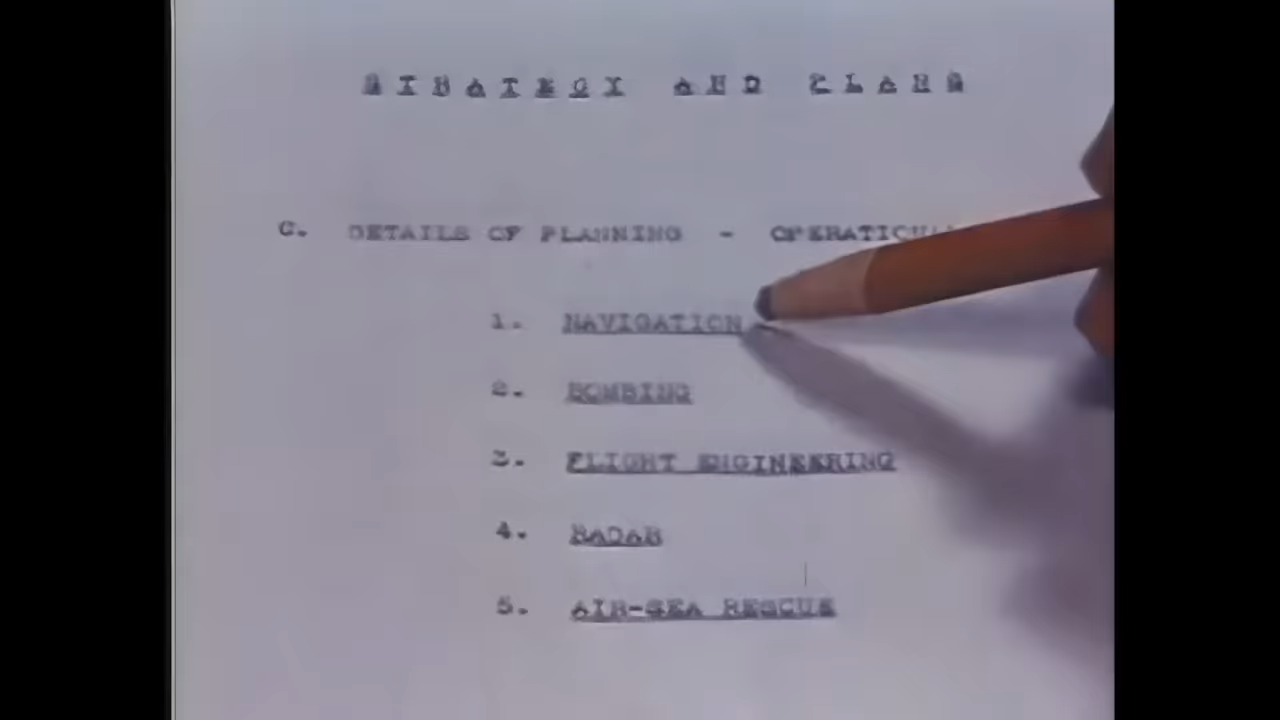 STRATEGY AND PLANS
C. DETAILS OF PLANNING -
1. NAVIGATION
2. BOMBING
3. FLIGHT ENGINEERING
4. RADAR
5. AIR-SEA RESCUE